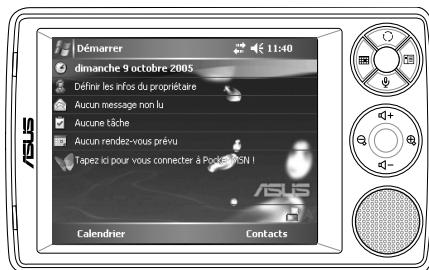 Démarrer 11:40
dimanche 9 octobre 2005
Définir les infos du propriétaire
Aucun message non lu
Aucune tâche
Aucun rendez-vous prévu
Tapez ici pour vous connecter à Pocket MSN !
ASUS
Calendrier Contacts
ASUS